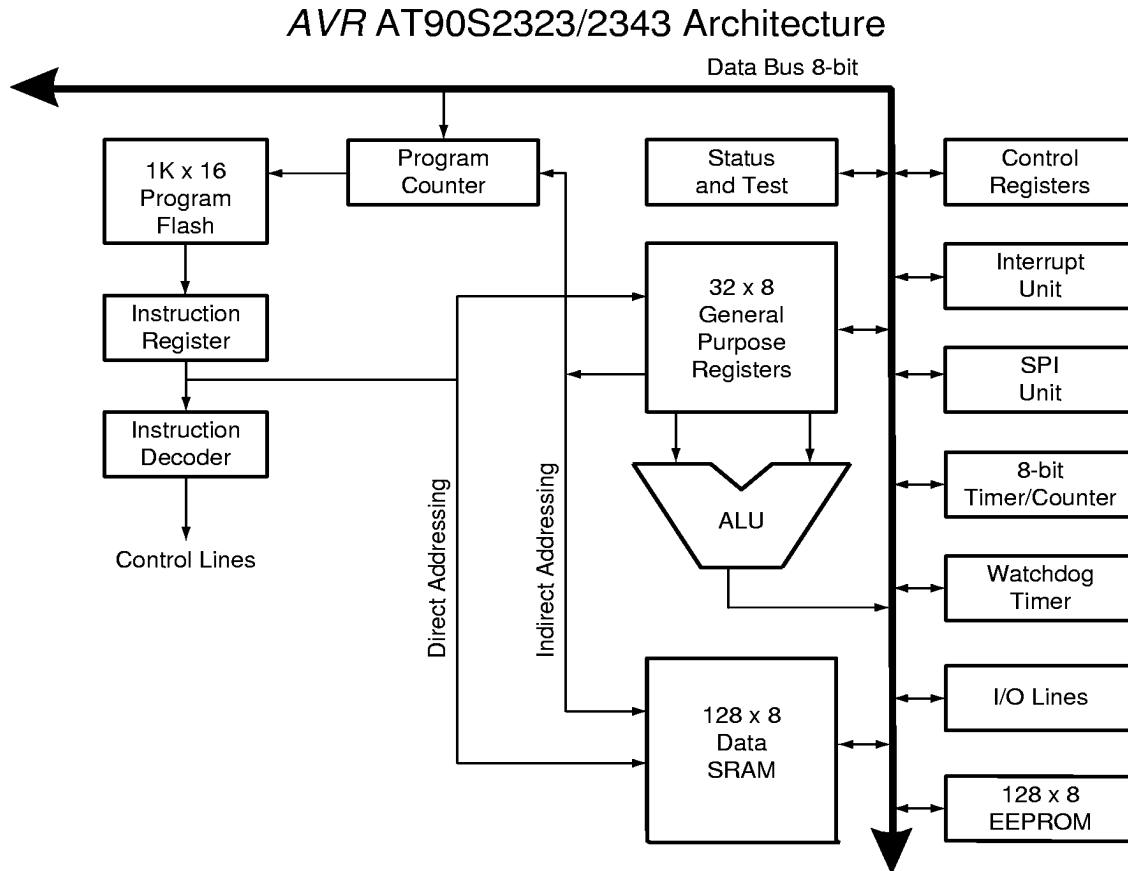 AVR AT90S2323/2343 Architecture
Data Bus 8-bit
1K x 16
Program
Flash
Program
Counter
Status
and Test
Control
Registers
Instruction
Register
32 x 8
General
Purpose
Registers
Interrupt
Unit
SPI
Unit
Instruction
Decoder
Control Lines
Direct Addressing
Indirect Addressing
ALU
8-bit
Timer/Counter
Watchdog
Timer
128 x 8
Data
SRAM
I/O Lines
128 x 8
EEPROM